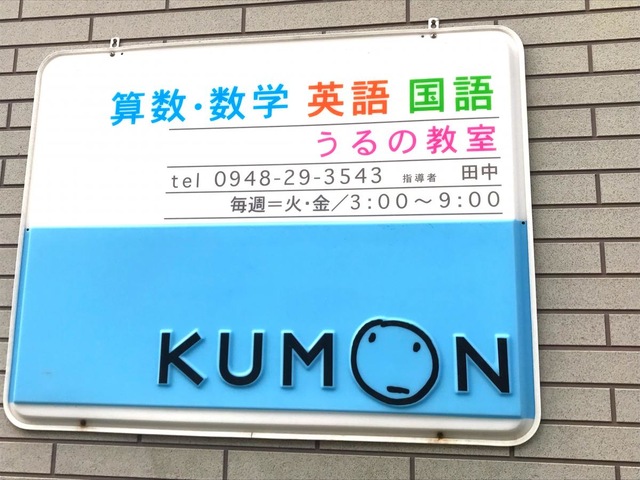 算数・数学 英語 国語
うるの教室
tel 0948-29-3543 指導者 田中
毎週＝火・金／3：00〜9：00
KUMON